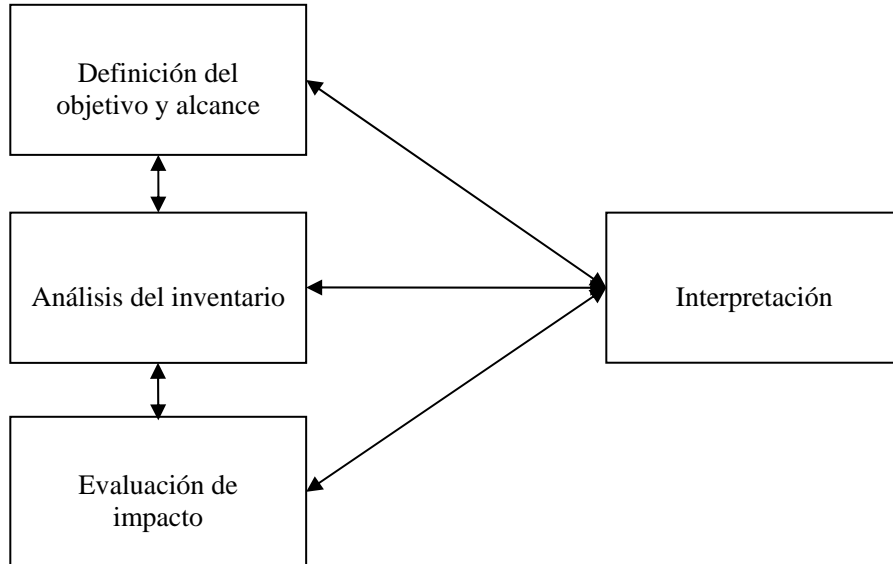 Definición del
objetivo y alcance
Análisis del inventario
Interpretación
Evaluación de
impacto